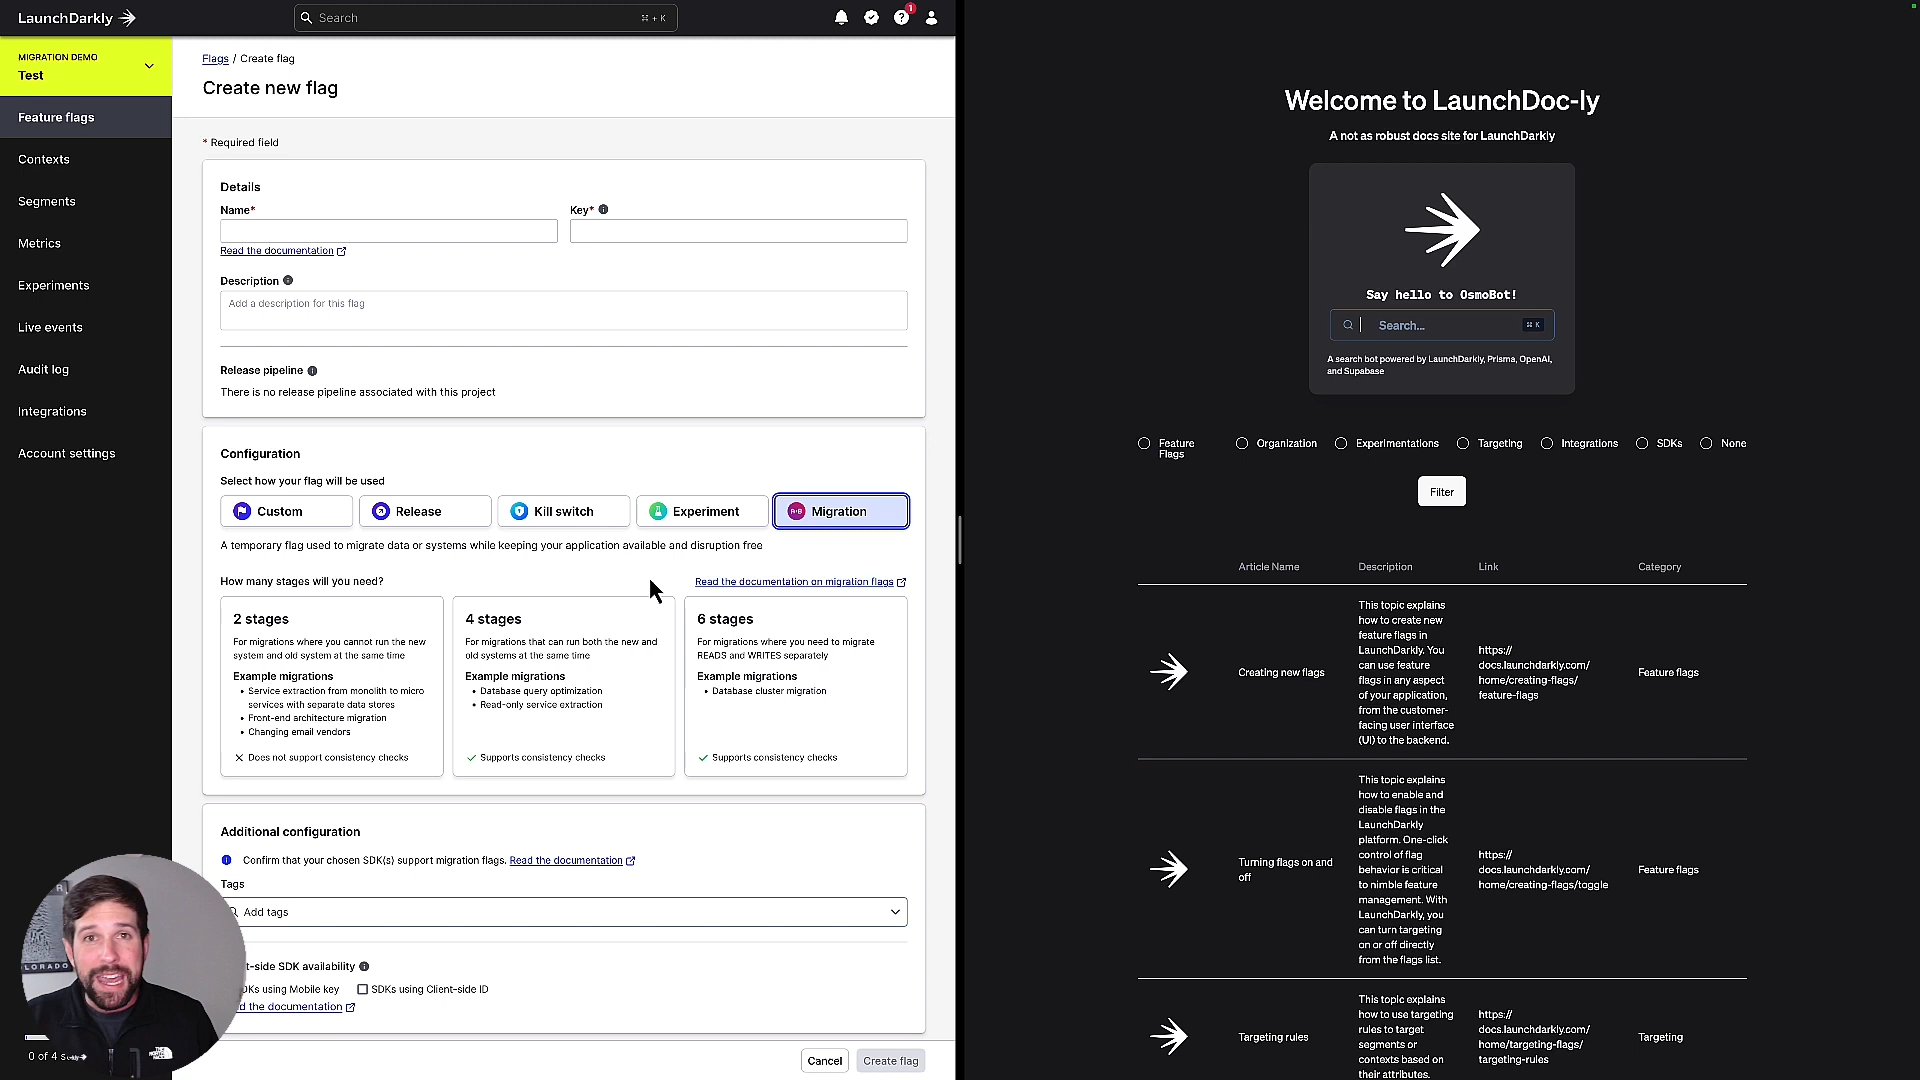 LaunchDarkly
Search
⌘ + K
1
MIGRATION DEMO
Test
Feature flags
Contexts
Segments
Metrics
Experiments
Live events
Audit log
Integrations
Account settings
Flags / Create flag
Create new flag
* Required field
Details
Name*
Key*
Read the documentation
Description
Add a description for this flag
Release pipeline
There is no release pipeline associated with this project
Configuration
Select how your flag will be used
Custom
Release
Kill switch
Experiment
Migration
A temporary flag used to migrate data or systems while keeping your application available and disruption free
How many stages will you need?
Read the documentation on migration flags
2 stages
For migrations where you cannot run the new
system and old system at the same time
Example migrations
• Service extraction from monolith to micro
services with separate data stores
• Front-end architecture migration
• Changing email vendors
Does not support consistency checks
4 stages
For migrations that can run both the new and
old systems at the same time
Example migrations
• Database query optimization
• Read-only service extraction
Supports consistency checks
6 stages
For migrations where you need to migrate
READS and WRITES separately
Example migrations
• Database cluster migration
Supports consistency checks
Additional configuration
Confirm that your chosen SDK(s) support migration flags. Read the documentation
Tags
Add tags
t-side SDK availability
DKs using Mobile key
SDKs using Client-side ID
d the documentation
0 of 4
Cancel
Create flag
Welcome to LaunchDoc-ly
A not as robust docs site for LaunchDarkly
Say hello to OsmoBot!
Search...
⌘ K
A search bot powered by LaunchDarkly, Prisma, OpenAI,
and Supabase
Feature
Flags
Organization
Experimentations
Targeting
Integrations
SDKs
None
Filter
Article Name
Description
Link
Category
Creating new flags
This topic explains
how to create new
feature flags in
LaunchDarkly. You
can use feature
flags in any aspect
of your application,
from the customer-
facing user interface
(UI) to the backend.
https://
docs.launchdarkly.com/
home/creating-flags/
feature-flags
Feature flags
Turning flags on and
off
This topic explains
how to enable and
disable flags in the
LaunchDarkly
platform. One-click
control of flag
behavior is critical
to nimble feature
management. With
LaunchDarkly, you
can turn targeting
on or off directly
from the flags list.
https://
docs.launchdarkly.com/
home/creating-flags/toggle
Feature flags
Targeting rules
This topic explains
how to use targeting
rules to target
segments or
contexts based on
their attributes.
https://
docs.launchdarkly.com/
home/targeting-flags/
targeting-rules
Targeting